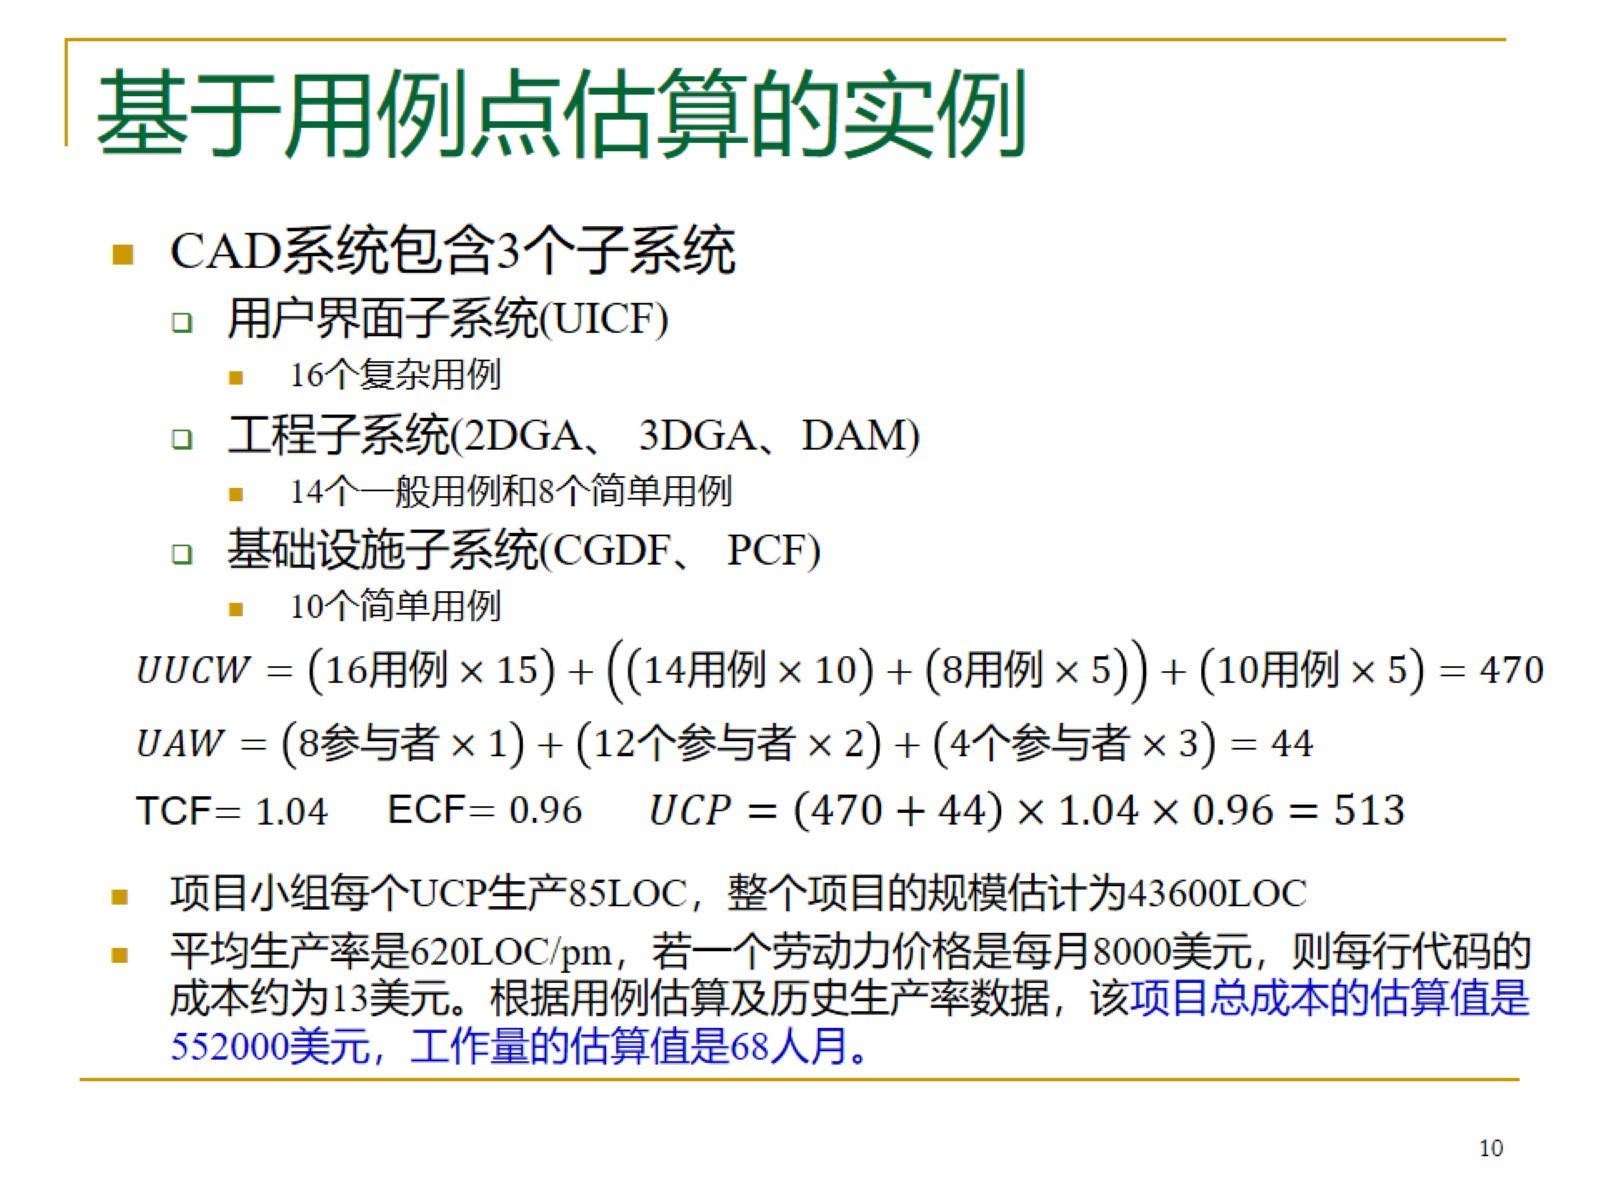 基于用例点估算的实例
CAD系统包含3个子系统
用户界面子系统(UICF)
16个复杂用例
工程子系统(2DGA、 3DGA、DAM)
14个一般用例和8个简单用例
基础设施子系统(CGDF、 PCF)
10个简单用例
UUCW = (16用例 × 15) + ((14用例 × 10) + (8用例 × 5)) + (10用例 × 5) = 470
UAW = (8参与者 × 1) + (12个参与者 × 2) + (4个参与者 × 3) = 44
TCF= 1.04 ECF= 0.96 UCP = (470 + 44) × 1.04 × 0.96 = 513
项目小组每个UCP生产85LOC，整个项目的规模估计为43600LOC
平均生产率是620LOC/pm，若一个劳动力价格是每月8000美元，则每行代码的
成本约为13美元。根据用例估算及历史生产率数据，该项目总成本的估算值是
552000美元，工作量的估算值是68人月。
10